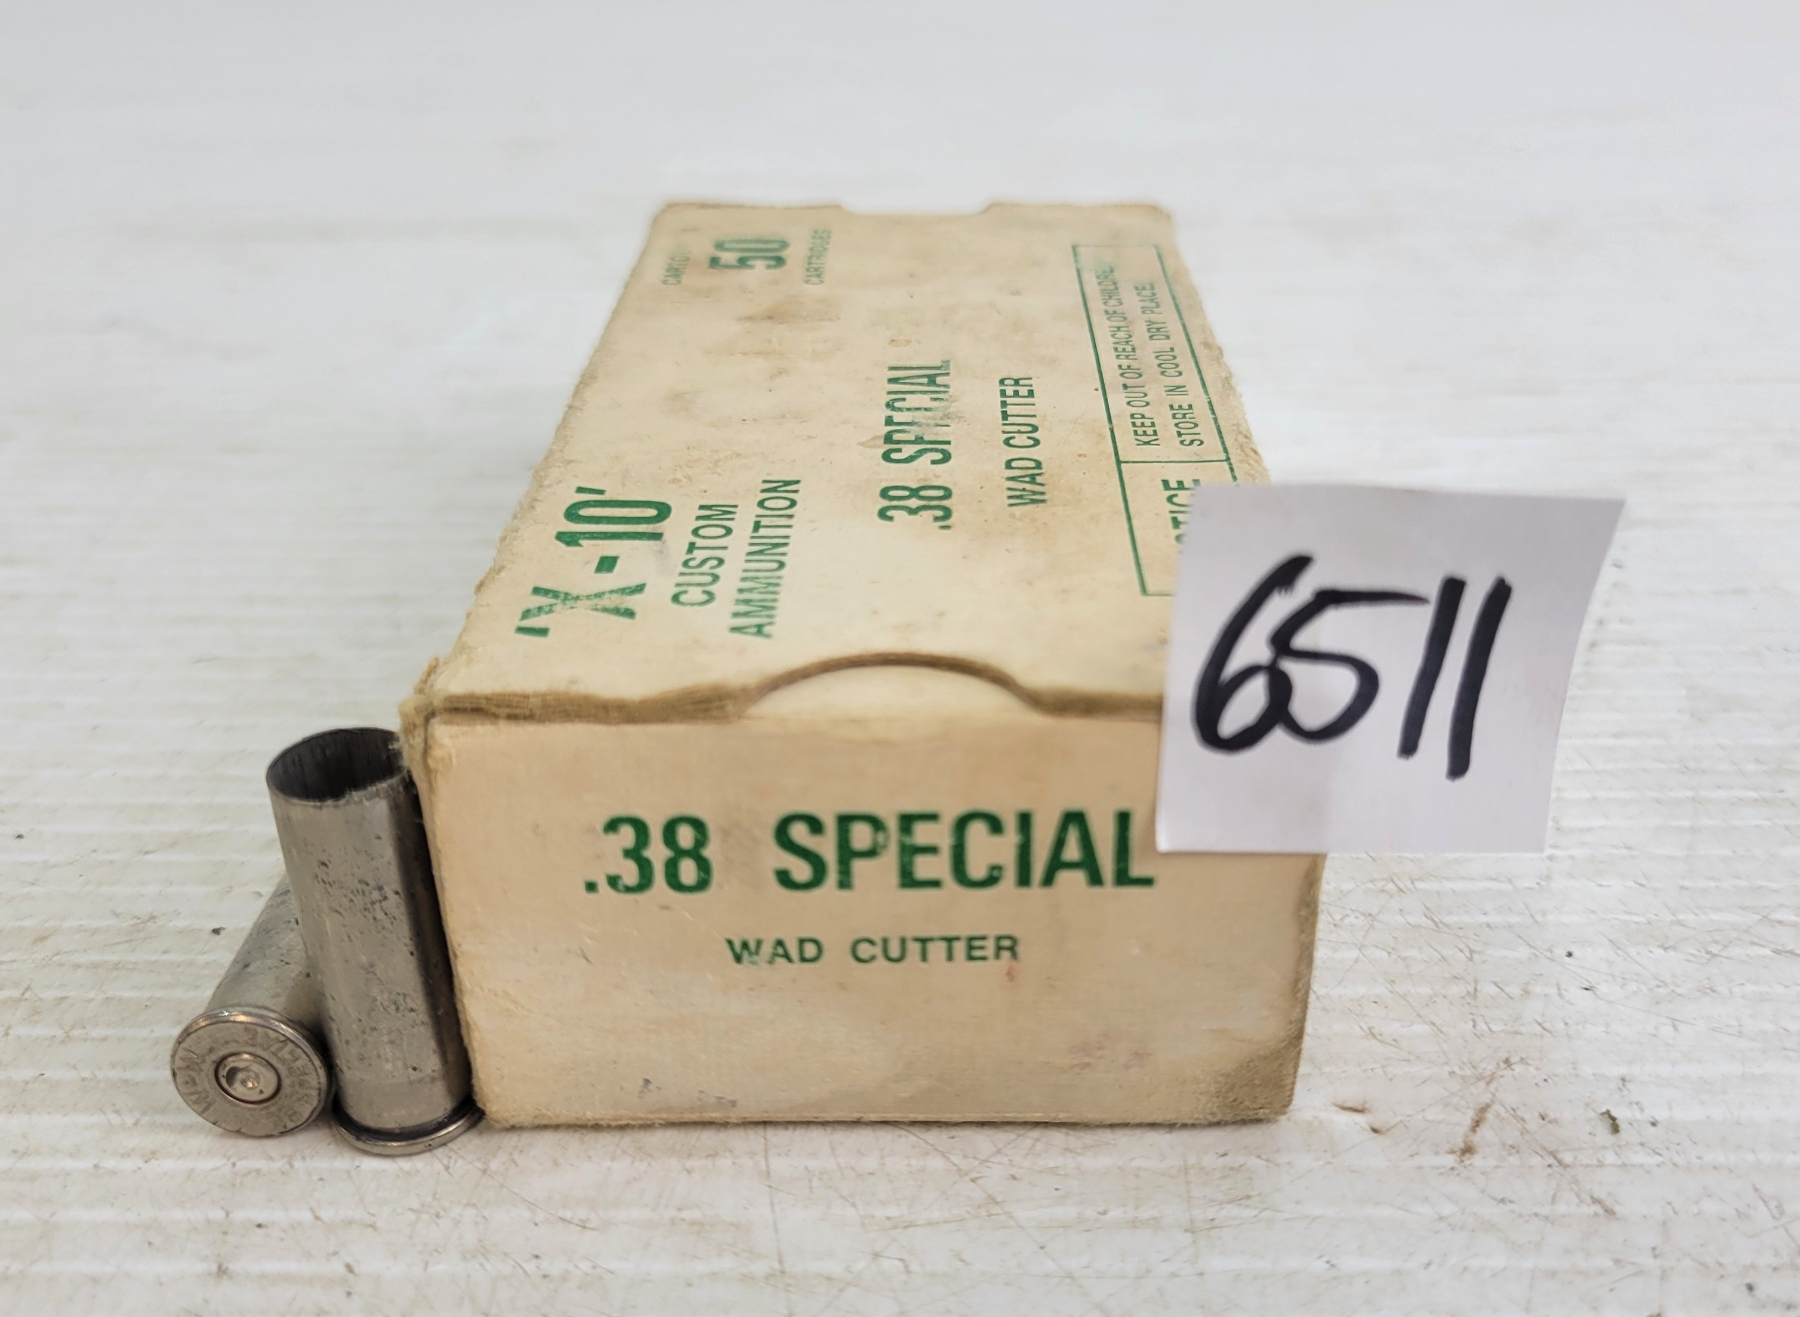 'X-10'
CUSTOM
AMMUNITION
50
CARTRIDGES
.38 SPECIAL
WAD CUTTER
KEEP OUT OF REACH OF CHILDRE
STORE IN COOL DRY PLACE.
.38 SPECIAL
WAD CUTTER
6511